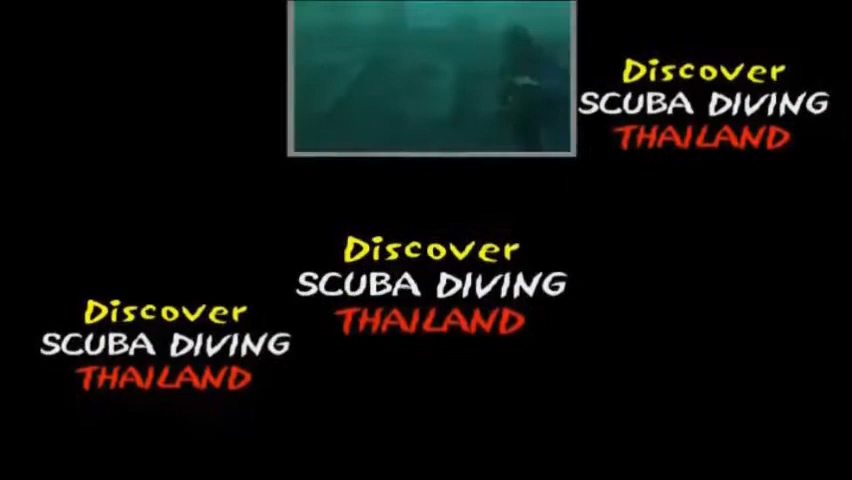 Discover
SCUBA DIVING
THAILAND
Discover
SCUBA DIVING
THAILAND
Discover
SCUBA DIVING
THAILAND